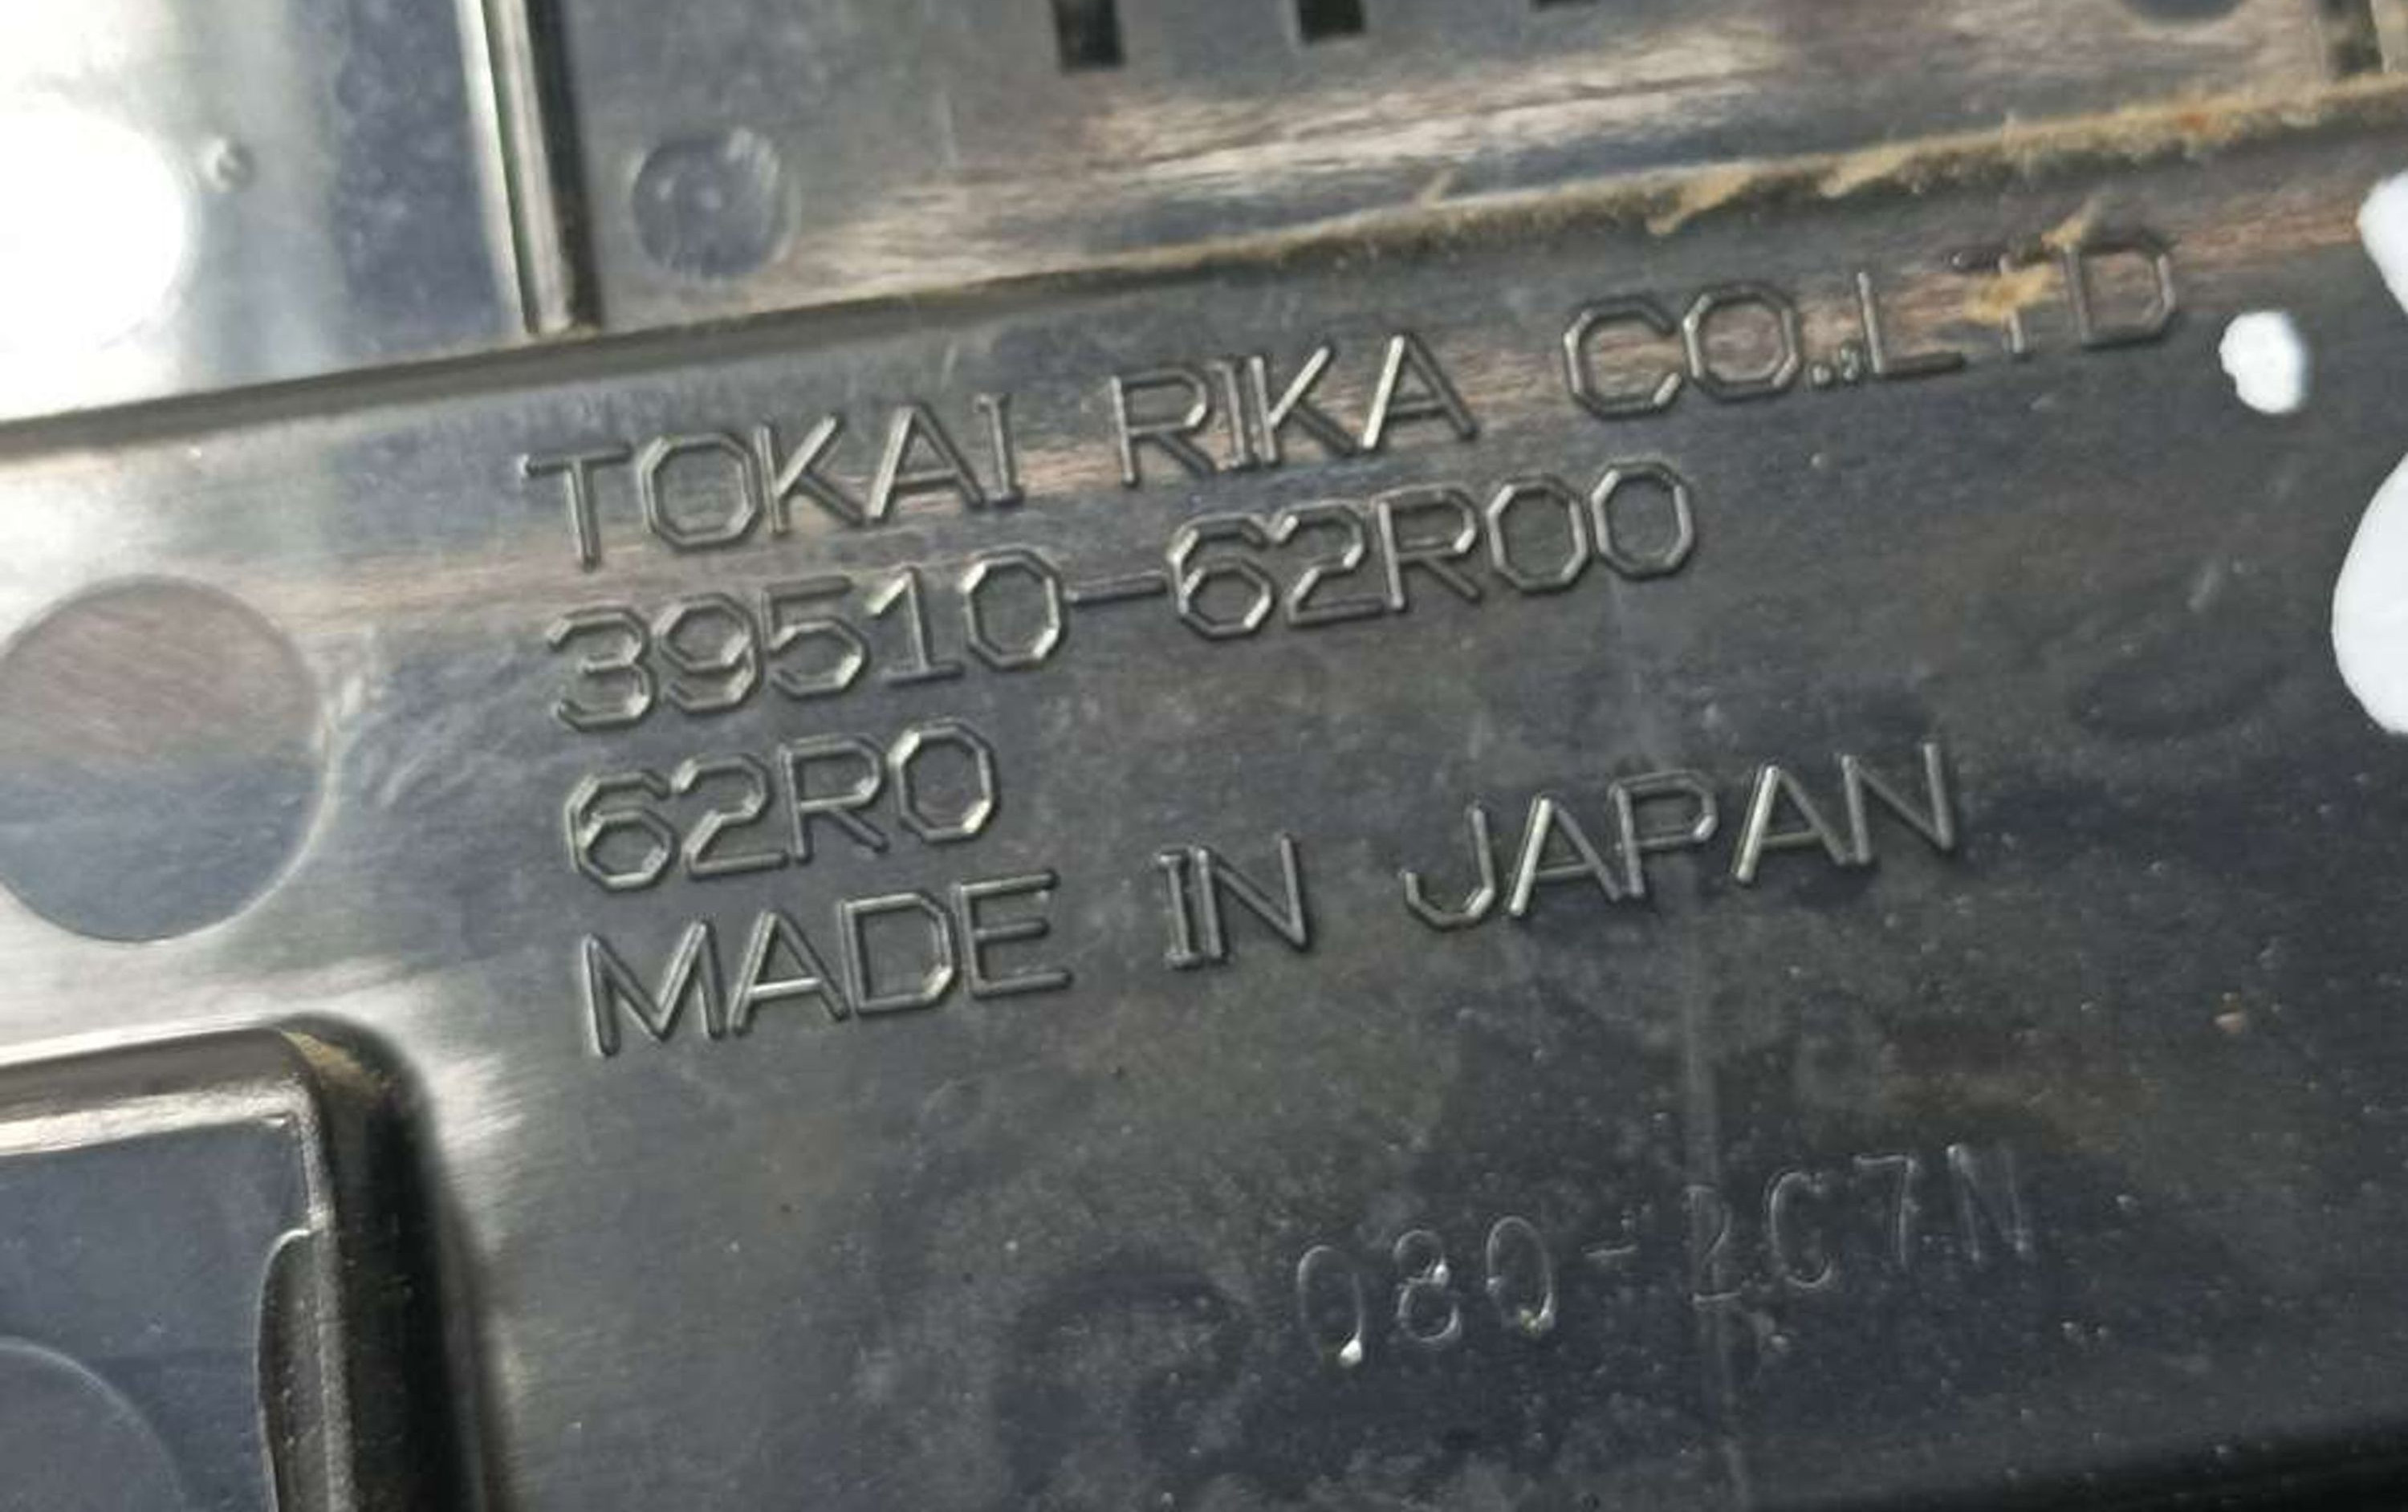 TOKAI RIKA CO.,LTD
39510-62R00
62R0
MADE IN JAPAN